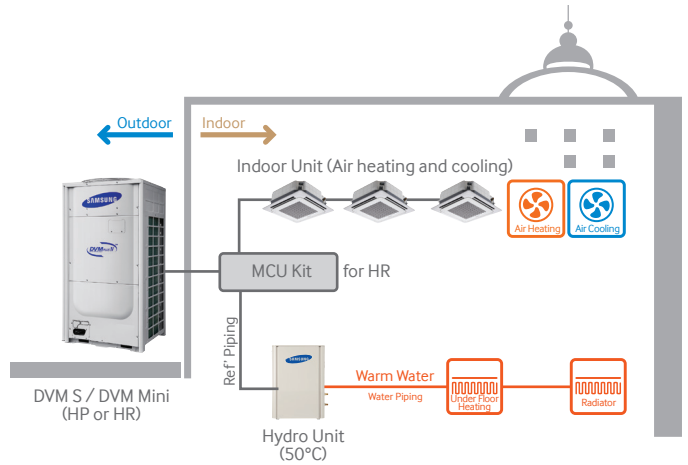 Outdoor
Indoor
Indoor Unit (Air heating and cooling)
SAMSUNG
Air Heating
Air Cooling
MCU Kit
for HR
Ref' Piping
SAMSUNG
Warm Water
Water Piping
Under Floor
Heating
Radiator
DVM S / DVM Mini
(HP or HR)
Hydro Unit
(50°C)